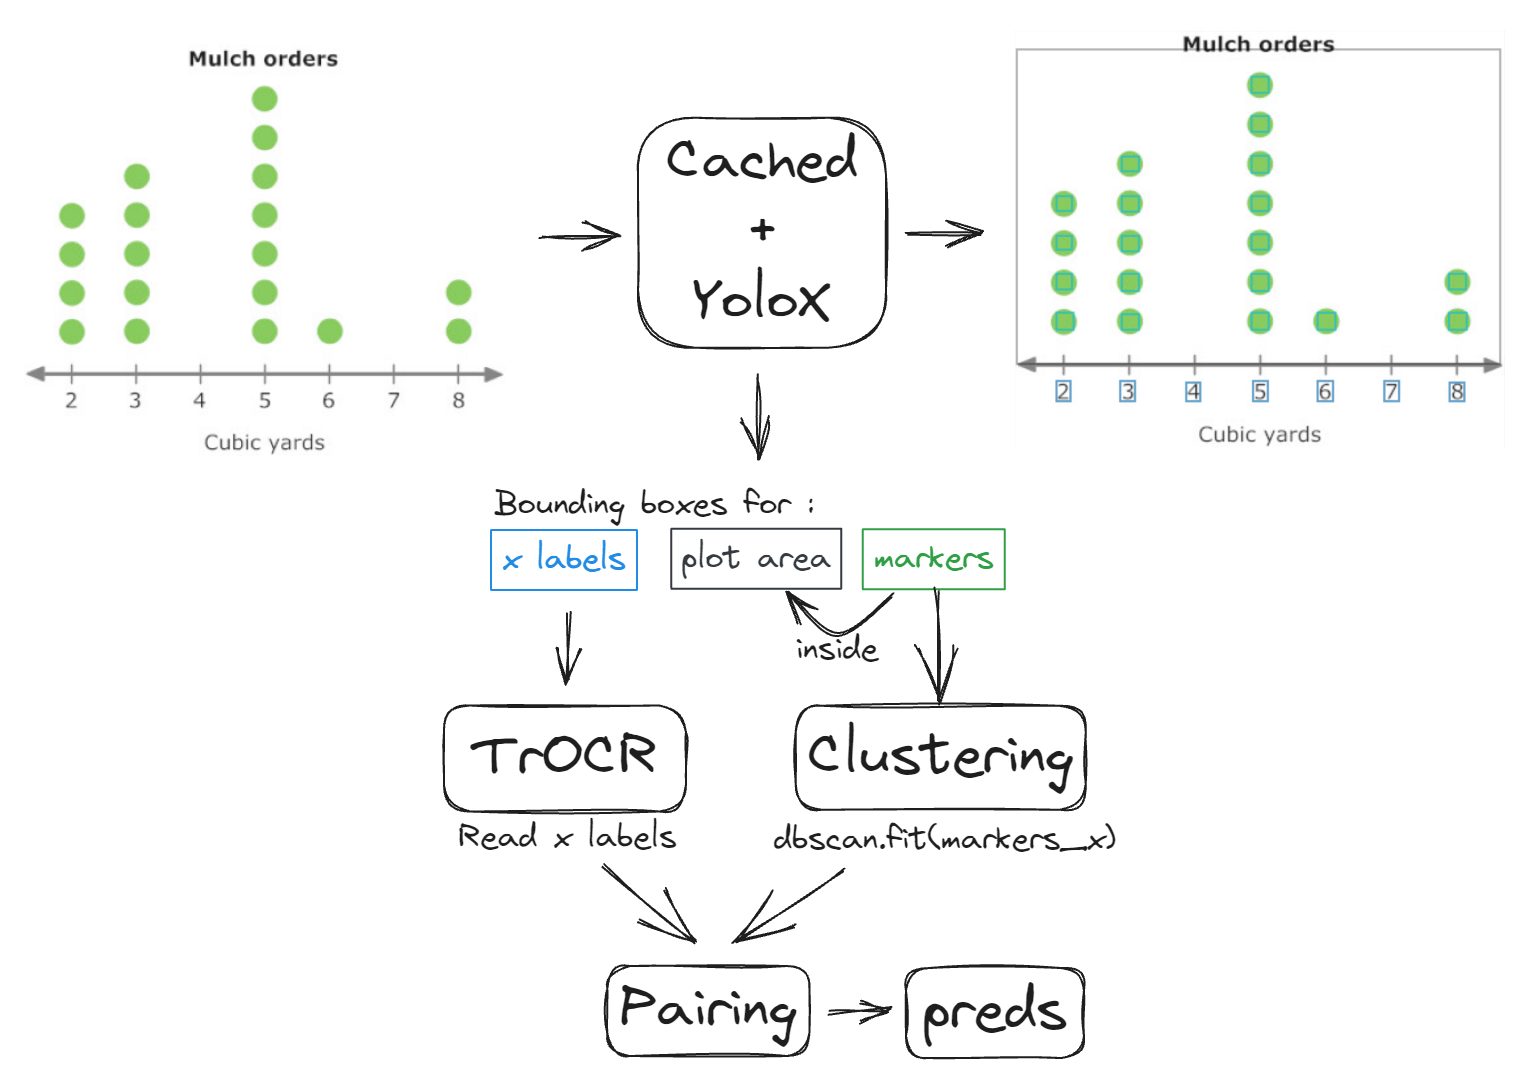 Mulch orders
2 3 4 5 6 7 8
Cubic yards
Cached
+
YoloX
Mulch orders
2 3 4 5 6 7 8
Cubic yards
Bounding boxes for :
x labels
plot area
markers
inside
TrOCR
Read x labels
Clustering
dbscan.fit(markers_x)
Pairing
preds